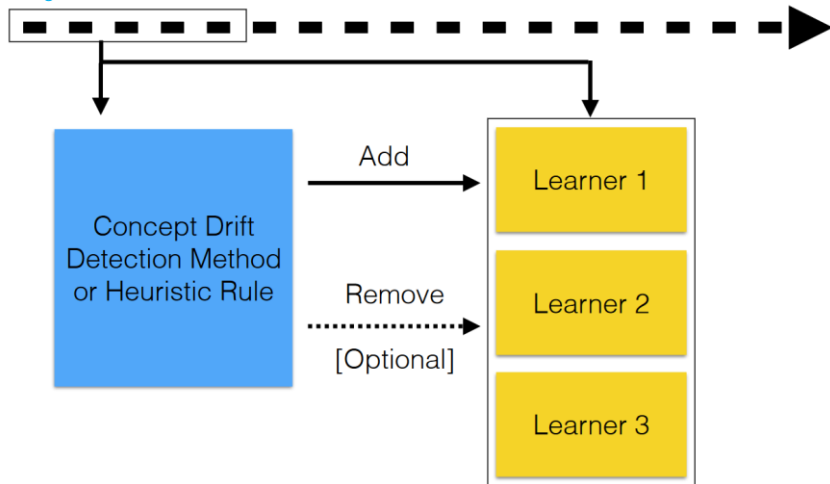 Concept Drift
Detection Method
or Heuristic Rule
Add
Remove
[Optional]
Learner 1
Learner 2
Learner 3